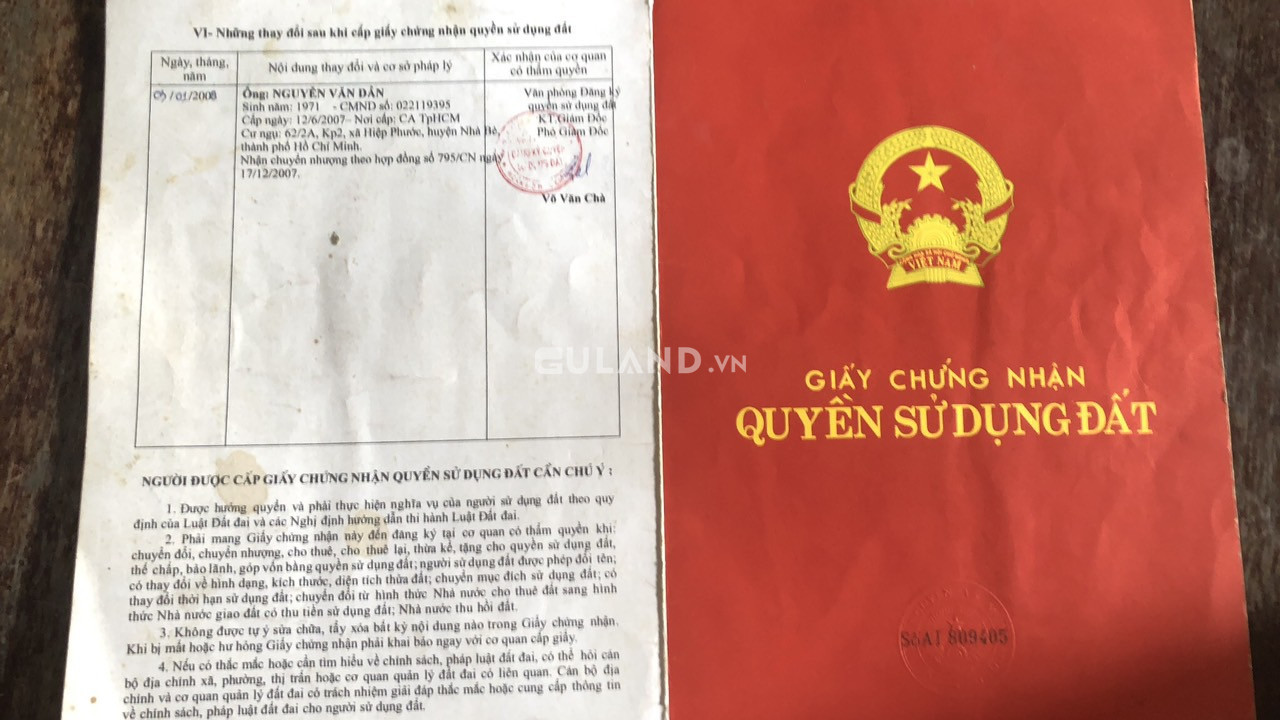 VI- Những thay đổi sau khi cấp giấy chứng nhận quyền sử dụng đất
Ngày, tháng, năm
Nội dung thay đổi và cơ sở pháp lý
Xác nhận của cơ quan có thẩm quyền
03/01/2008
Ông: NGUYỄN VĂN DẢN
Sinh năm: 1971 - CMND số: 022119395
Cấp ngày: 12/6/2007- Nơi cấp: CA TpHCM
Cư ngụ: 62/2A, Kp2, xã Hiệp Phước, huyện Nhà Bè,
thành phố Hồ Chí Minh.
Nhận chuyển nhượng theo hợp đồng số 795/CN ngày
17/12/2007.
Văn phòng Đăng ký
quyền sử dụng đất
KT.Giám Đốc
Phó Giám Đốc
Võ Văn Chà
NGƯỜI ĐƯỢC CẤP GIẤY CHỨNG NHẬN QUYỀN SỬ DỤNG ĐẤT CẦN CHÚ Ý :
1. Được hưởng quyền và phải thực hiện nghĩa vụ của người sử dụng đất theo quy
định của Luật Đất đai và các Nghị định hướng dẫn thi hành Luật Đất đai.
2. Phải mang Giấy chứng nhận này đến đăng ký tại cơ quan có thẩm quyền khi:
chuyển đổi, chuyển nhượng, cho thuê, cho thuê lại, thừa kế, tặng cho quyền sử dụng đất,
thế chấp, bảo lãnh, góp vốn bằng quyền sử dụng đất; người sử dụng đất được phép đổi tên;
có thay đổi về hình dạng, kích thước, diện tích thửa đất; chuyển mục đích sử dụng đất; có
thay đổi thời hạn sử dụng đất; chuyển đổi từ hình thức Nhà nước cho thuê đất sang hình
thức Nhà nước giao đất có thu tiền sử dụng đất; Nhà nước thu hồi đất.
3. Không được tự ý sửa chữa, tẩy xóa bất kỳ nội dung nào trong Giấy chứng nhận.
Khi bị mất hoặc hư hỏng Giấy chứng nhận phải khai báo ngay với cơ quan cấp giấy.
4. Nếu có thắc mắc hoặc cần tìm hiểu về chính sách, pháp luật đất đai, có thể hỏi cán
bộ địa chính xã, phường, thị trấn hoặc cơ quan quản lý đất đai có liên quan. Cán bộ địa
chính và cơ quan quản lý đất đai có trách nhiệm giải đáp thắc mắc hoặc cung cấp thông tin
về chính sách, pháp luật đất đai cho người sử dụng đất.
GULAND.VN
VIỆT NAM
GIẤY CHỨNG NHẬN
QUYỀN SỬ DỤNG ĐẤT
Số AI 809405